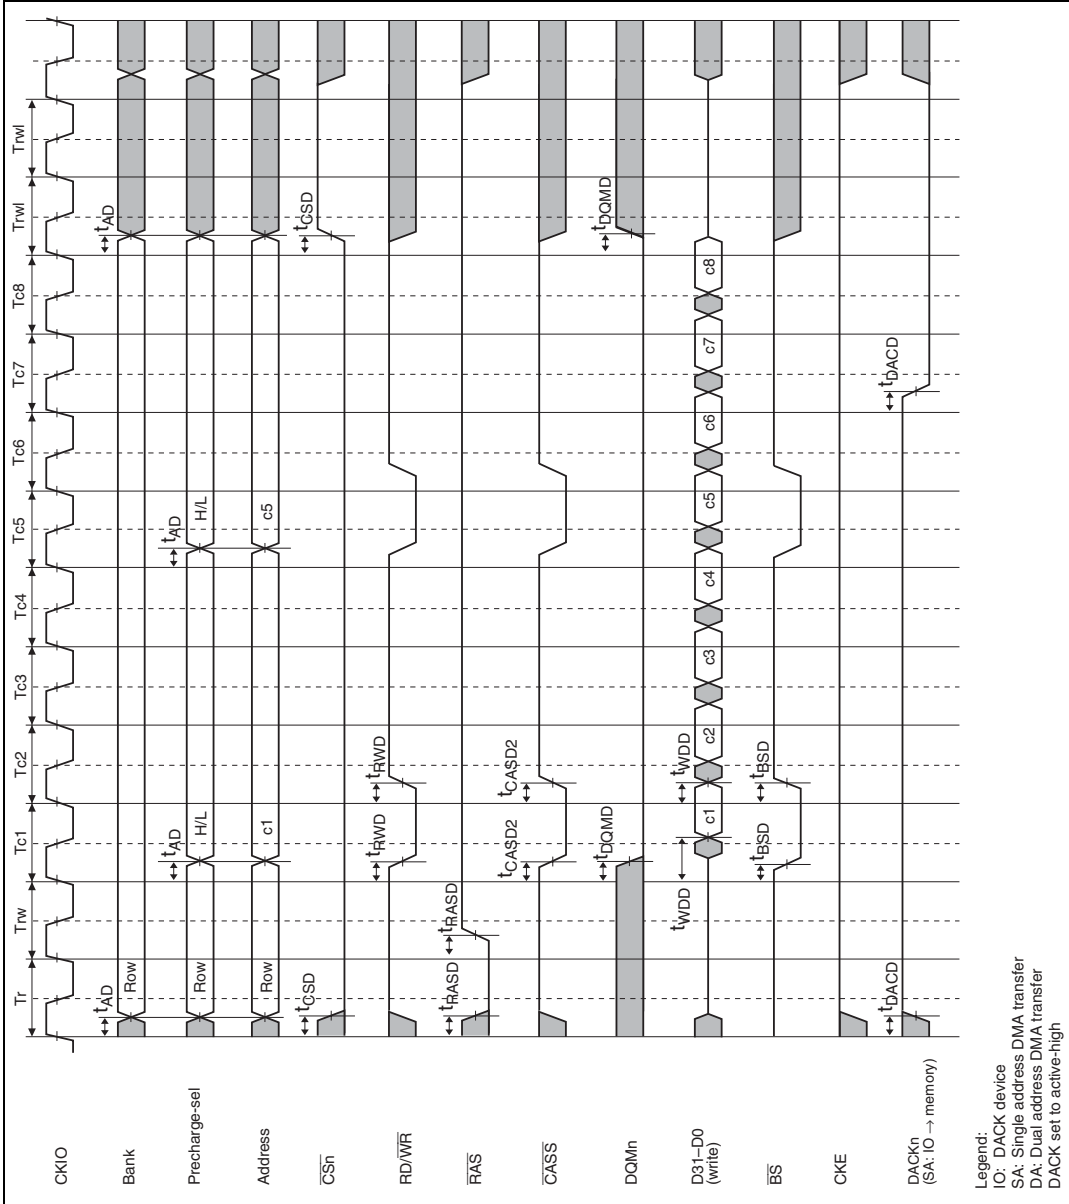 Tr Trw Tc1 Tc2 Tc3 Tc4 Tc5 Tc6 Tc7 Tc8 Trwl Trwl
CKIO
tAD tAD
Bank Row
tAD tAD
Precharge-sel Row H/L H/L
Address Row c1 c5
tCSD tCSD
CSn
tRWD tRWD
RD/WR
tRASD tRASD
RAS
tCASD2 tCASD2
CASS
tDQMD tDQMD
DQMn
tWDD tWDD
D31–D0 c1 c2 c3 c4 c5 c6 c7 c8
(write)
tBSD tBSD
BS
CKE
tDACD tDACD
DACKn
(SA: IO → memory)
Legend:
IO: DACK device
SA: Single address DMA transfer
DA: Dual address DMA transfer
DACK set to active-high